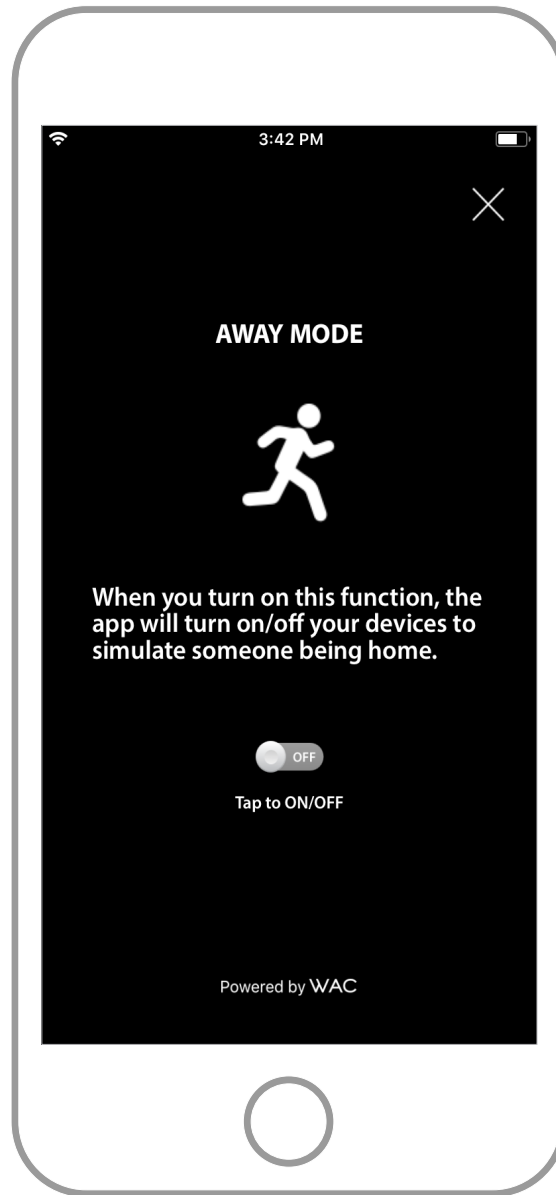 3:42 PM
AWAY MODE
When you turn on this function, the
app will turn on/off your devices to
simulate someone being home.
OFF
Tap to ON/OFF
Powered by WAC